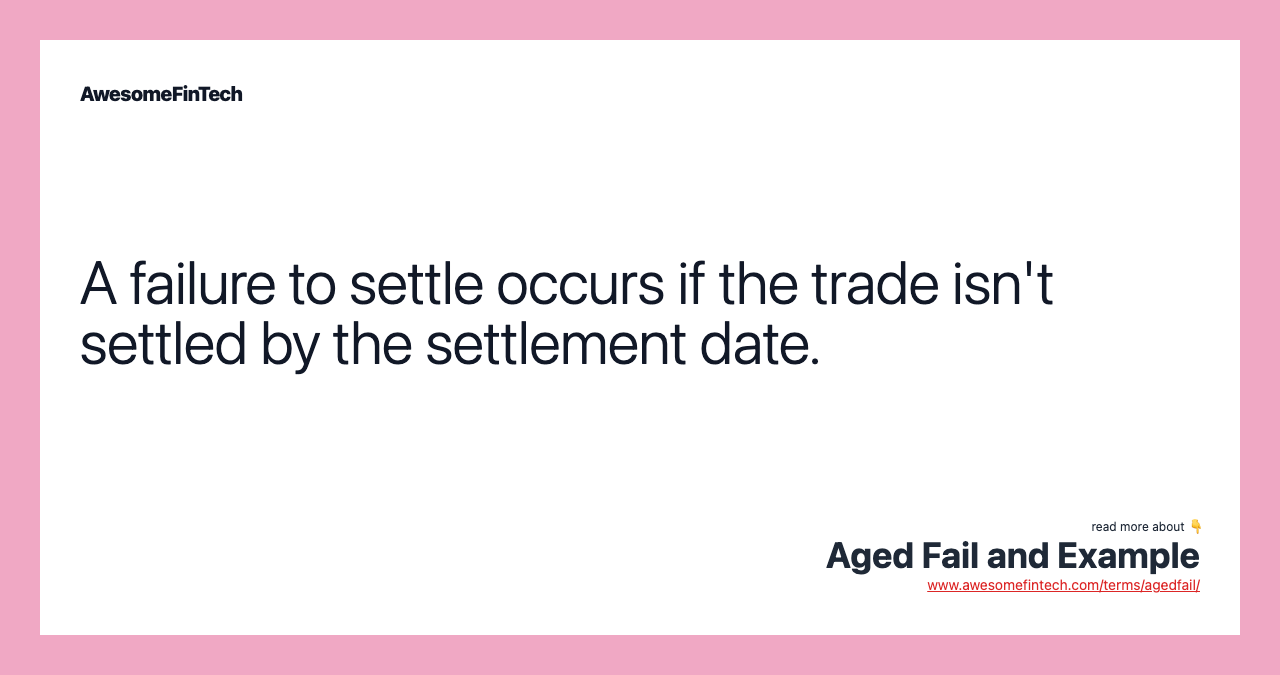 AwesomeFinTech
A failure to settle occurs if the trade isn't
settled by the settlement date.
read more about 👇
Aged Fail and Example
www.awesomefintech.com/terms/agedfail/